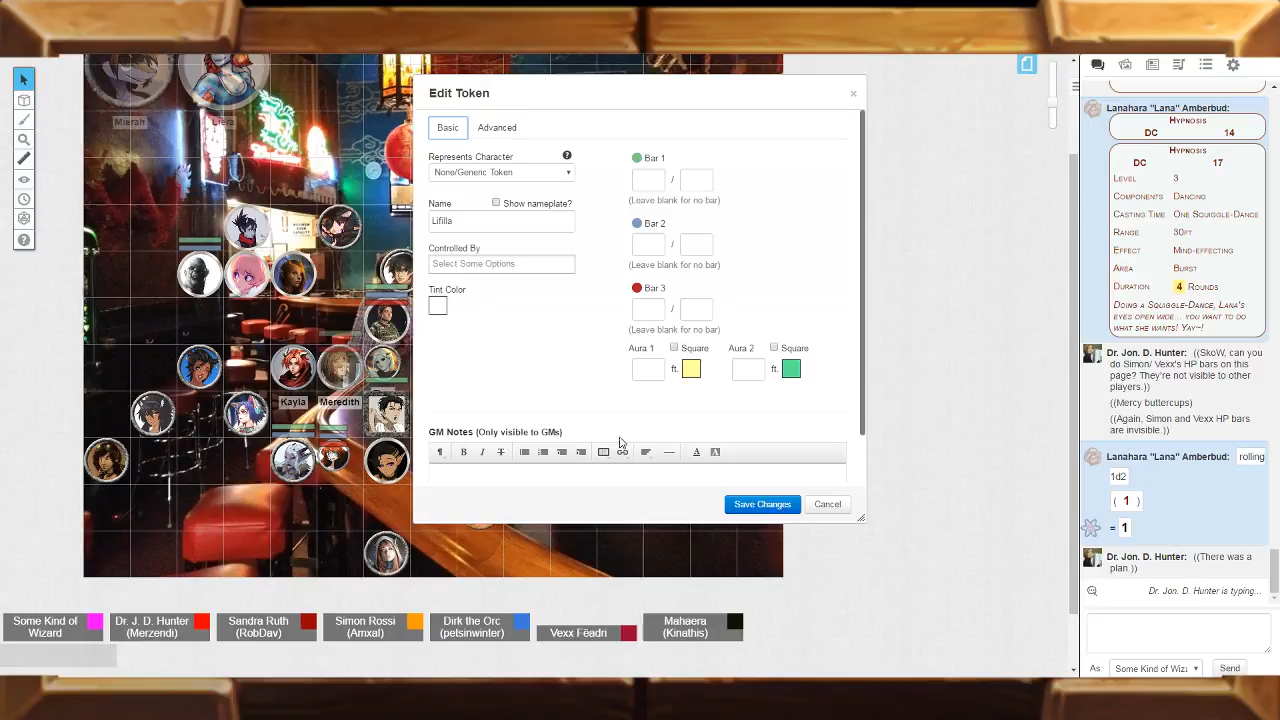 Mierah
Liera
Kayla
Meredith
Edit Token
×
Basic
Advanced
Represents Character
None/Generic Token
Name
Show nameplate?
Lifilla
Controlled By
Select Some Options
Tint Color
Bar 1
/
(Leave blank for no bar)
Bar 2
/
(Leave blank for no bar)
Bar 3
/
(Leave blank for no bar)
Aura 1
Square
Aura 2
Square
ft.
ft.
GM Notes (Only visible to GMs)
Save Changes
Cancel
Lanahara "Lana" Amberbud:
Hypnosis
DC 14
Hypnosis
DC 17
Level 3
Components Dancing
Casting Time One Squiggle-Dance
Range 30ft
Effect Mind-effecting
Area Burst
Duration 4 Rounds
Doing a Squiggle-Dance, Lana's
eyes open wide... you want to do
what she wants! Yay~!
Dr. Jon. D. Hunter: ((SkoW, can you
do Simon/ Vexx's HP bars on this
page? They're not visible to other
players.))
((Mercy buttercups)
((Again, Simon and Vexx HP bars
are invisible.))
Lanahara "Lana" Amberbud: rolling
1d2
( 1 )
= 1
Dr. Jon. D. Hunter: ((There was a
plan.))
Dr. Jon. D. Hunter is typing...
As:
Some Kind of Wiza
Send
Some Kind of
Wizard
Dr. J. D. Hunter
(Merzendi)
Sandra Ruth
(RobDav)
Simon Rossi
(Amxal)
Dirk the Orc
(petsinwinter)
Vexx Fëadri
Mahaera
(Kinathis)